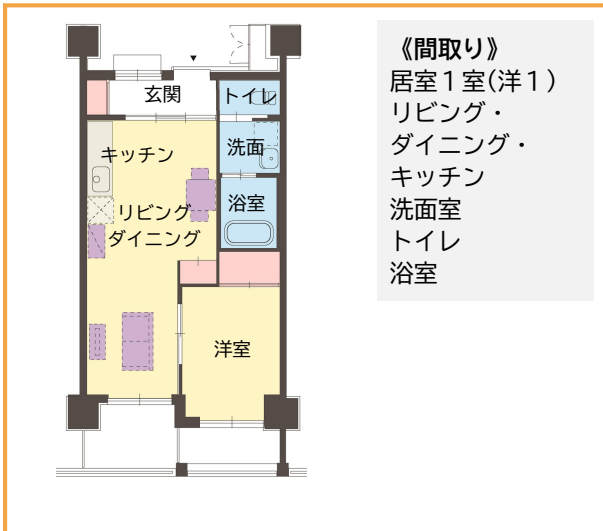 玄関
トイレ
キッチン
洗面
リビング
ダイニング
浴室
洋室
《間取り》
居室１室(洋１)
リビング・
ダイニング・
キッチン
洗面室
トイレ
浴室